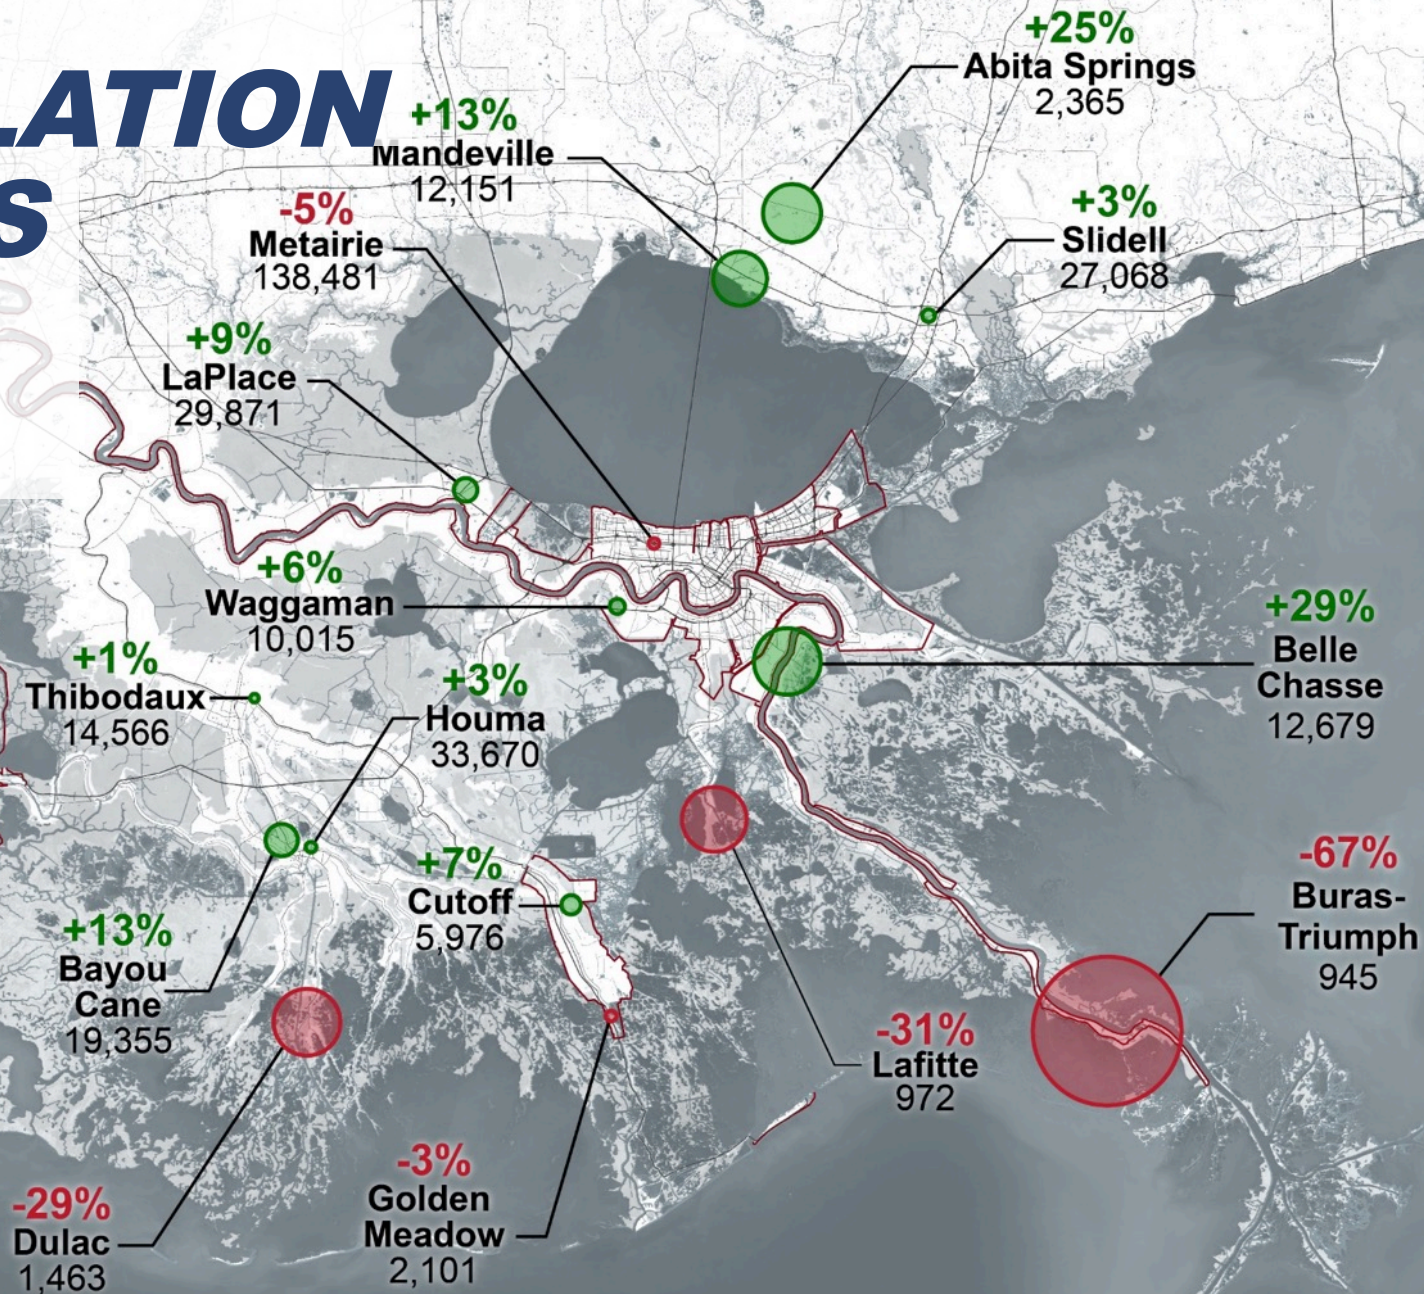 LATION
S
+25%
Abita Springs
2,365
+13%
Mandeville
12,151
+3%
Slidell
27,068
-5%
Metairie
138,481
+9%
LaPlace
29,871
+6%
Waggaman
10,015
+29%
Belle
Chasse
12,679
+1%
Thibodaux
14,566
+3%
Houma
33,670
-67%
Buras-
Triumph
945
+7%
Cutoff
5,976
+13%
Bayou
Cane
19,355
-31%
Lafitte
972
-3%
Golden
Meadow
2,101
-29%
Dulac
1,463